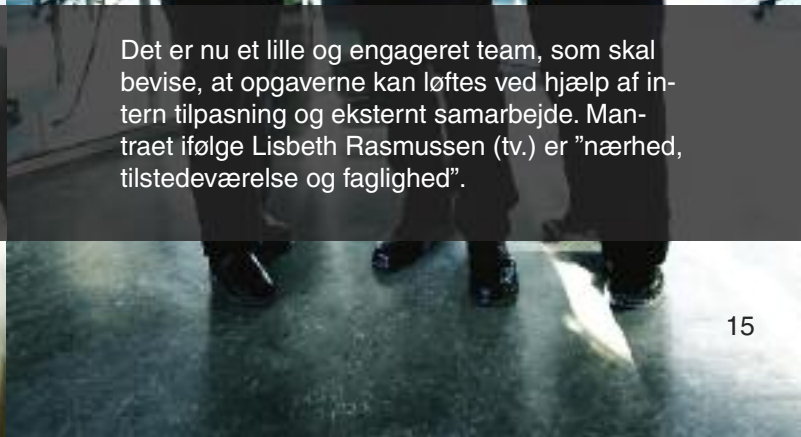 Det er nu et lille og engageret team, som skal
bevise, at opgaverne kan løftes ved hjælp af in-
tern tilpasning og eksternt samarbejde. Man-
traet ifølge Lisbeth Rasmussen (tv.) er ”nærhed,
tilstedeværelse og faglighed”.
15